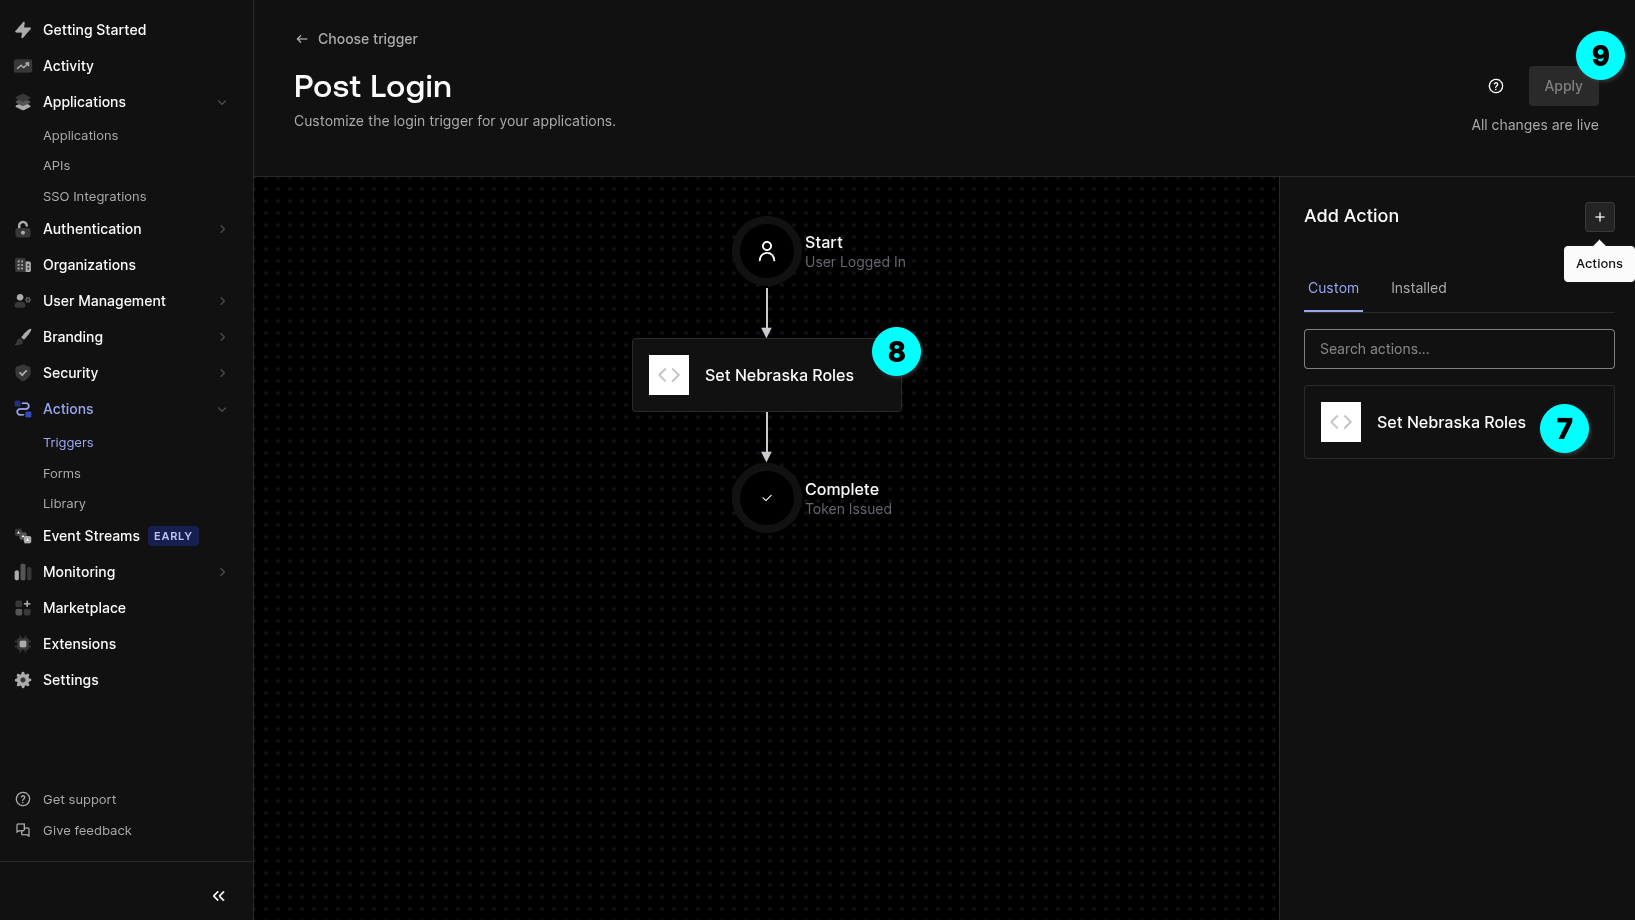 Getting Started
Activity
Applications
Applications
APIs
SSO Integrations
Authentication
Organizations
User Management
Branding
Security
Actions
Triggers
Forms
Library
Event Streams EARLY
Monitoring
Marketplace
Extensions
Settings
Get support
Give feedback
Choose trigger
Post Login
Customize the login trigger for your applications.
9
Apply
All changes are live
Start
User Logged In
8
Set Nebraska Roles
Complete
Token Issued
Add Action
Actions
Custom Installed
Search actions...
Set Nebraska Roles
7